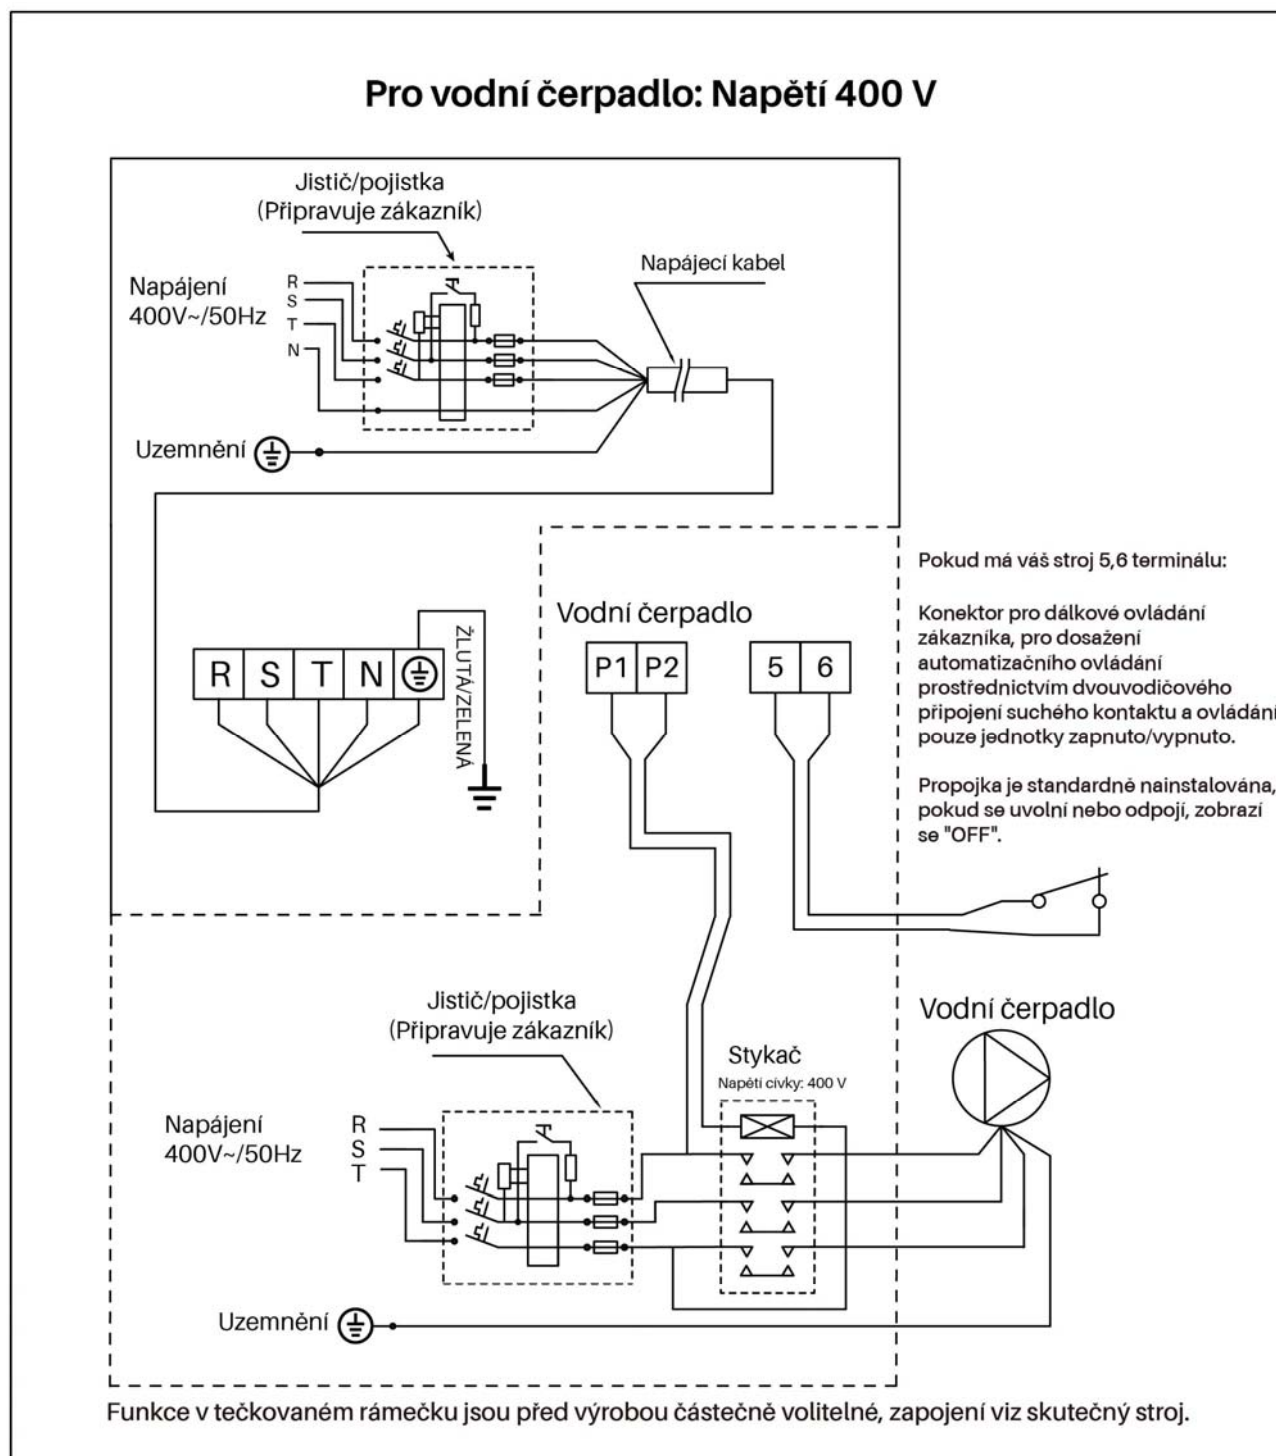 Pro vodní čerpadlo: Napětí 400 V
Jistič/pojistka
(Připravuje zákazník)
Napájecí kabel
Napájení
400V~/50Hz
R
S
T
N
Uzemnění
R S T N
ŽLUTÁ/ZELENÁ
Vodní čerpadlo
P1 P2
5 6
Pokud má váš stroj 5,6 terminálu:
Konektor pro dálkové ovládání
zákazníka, pro dosažení
automatizačního ovládání
prostřednictvím dvouvodičového
připojení suchého kontaktu a ovládání
pouze jednotky zapnuto/vypnuto.
Propojka je standardně nainstalována,
pokud se uvolní nebo odpojí, zobrazí
se "OFF".
Jistič/pojistka
(Připravuje zákazník)
Stykač
Napětí cívky: 400 V
Vodní čerpadlo
Napájení
400V~/50Hz
R
S
T
Uzemnění
Funkce v tečkovaném rámečku jsou před výrobou částečně volitelné, zapojení viz skutečný stroj.